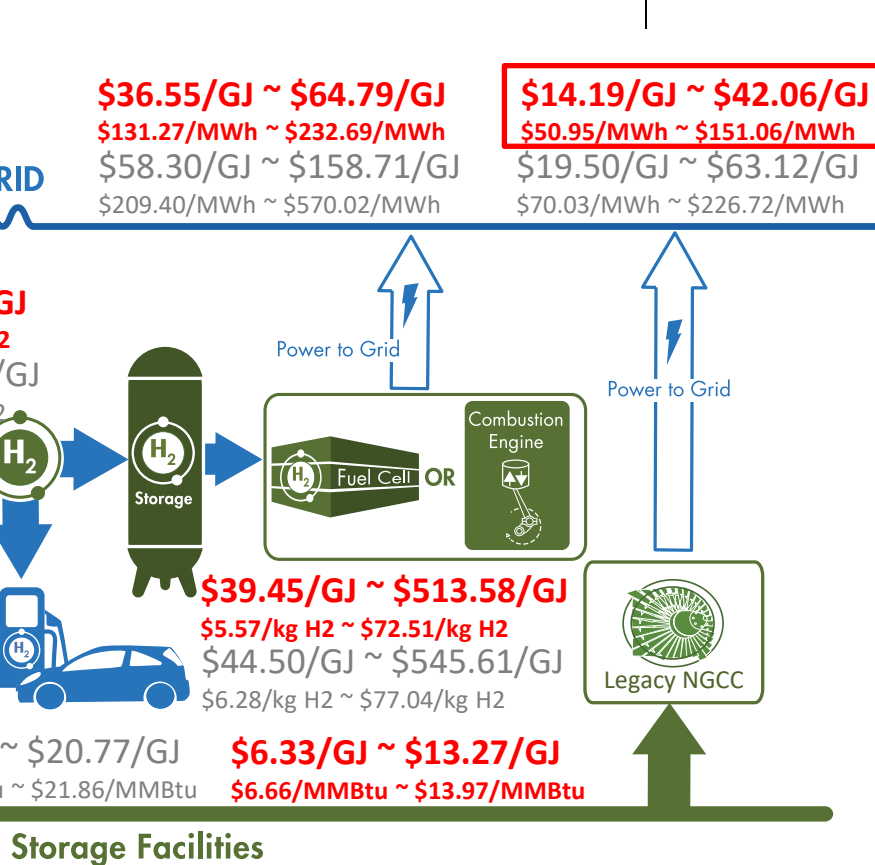 $36.55/GJ ~ $64.79/GJ
$131.27/MWh ~ $232.69/MWh
$58.30/GJ ~ $158.71/GJ
$209.40/MWh ~ $570.02/MWh
$14.19/GJ ~ $42.06/GJ
$50.95/MWh ~ $151.06/MWh
$19.50/GJ ~ $63.12/GJ
$70.03/MWh ~ $226.72/MWh
RID
GJ
2
/GJ
Power to Grid
Power to Grid
H2
H2
Storage
H2
Fuel Cell
OR
Combustion
Engine
$39.45/GJ ~ $513.58/GJ
$5.57/kg H2 ~ $72.51/kg H2
$44.50/GJ ~ $545.61/GJ
$6.28/kg H2 ~ $77.04/kg H2
H2
Legacy NGCC
~ $20.77/GJ
~ $21.86/MMBtu
$6.33/GJ ~ $13.27/GJ
$6.66/MMBtu ~ $13.97/MMBtu
Storage Facilities